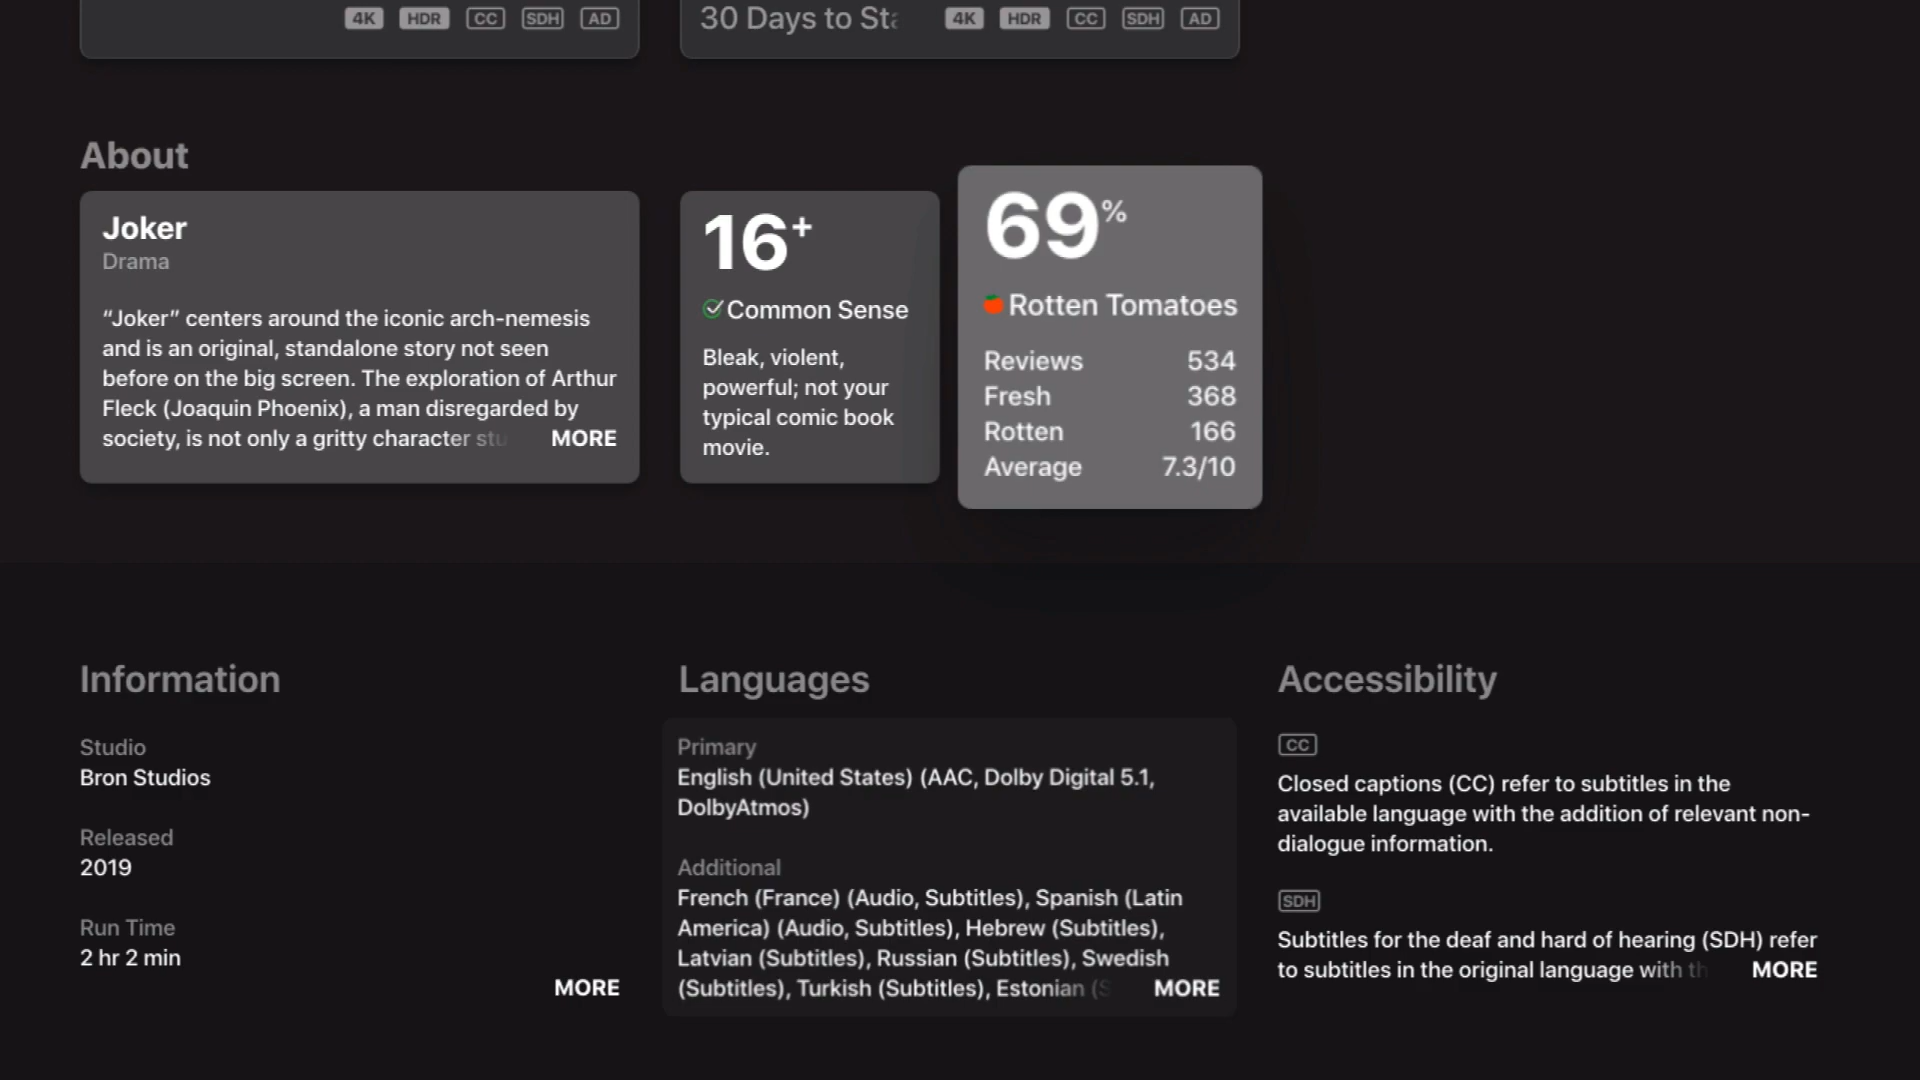 4K HDR CC SDH AD
30 Days to 4K HDR CC SDH AD
About
Joker
Drama
“Joker” centers around the iconic arch-nemesis
and is an original, standalone story not seen
before on the big screen. The exploration of Arthur
Fleck (Joaquin Phoenix), a man disregarded by
society, is not only a gritty character MORE
16+
Common Sense
Bleak, violent,
powerful; not your
typical comic book
movie.
69%
Rotten Tomatoes
Reviews 534
Fresh 368
Rotten 166
Average 7.3/10
Information
Studio
Bron Studios
Released
2019
Run Time
2 hr 2 min
MORE
Languages
Primary
English (United States) (AAC, Dolby Digital 5.1,
DolbyAtmos)
Additional
French (France) (Audio, Subtitles), Spanish (Latin
America) (Audio, Subtitles), Hebrew (Subtitles),
Latvian (Subtitles), Russian (Subtitles), Swedish
(Subtitles), Turkish (Subtitles), Estonian (S MORE
Accessibility
CC
Closed captions (CC) refer to subtitles in the
available language with the addition of relevant non-
dialogue information.
SDH
Subtitles for the deaf and hard of hearing (SDH) refer
to subtitles in the original language with MORE